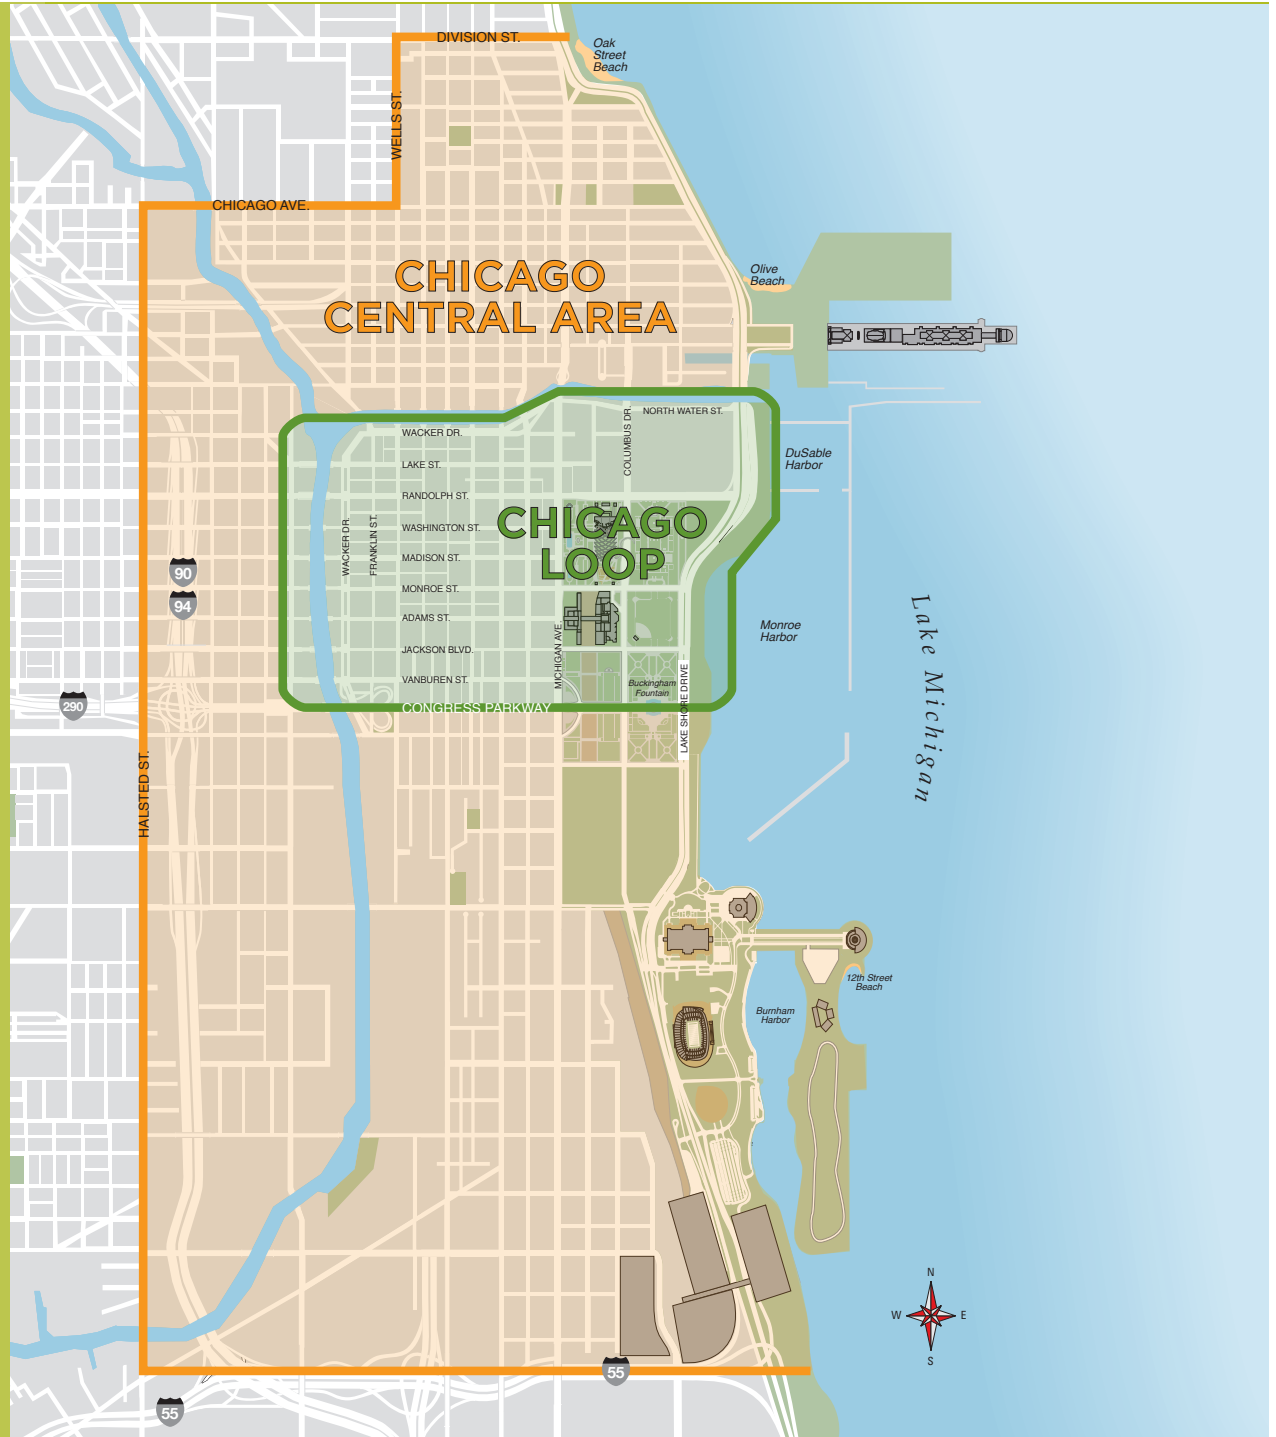 DIVISION ST.
Oak
Street
Beach
WELLS ST.
CHICAGO AVE.
CHICAGO
CENTRAL AREA
Olive
Beach
NORTH WATER ST.
COLUMBUS DR.
WACKER DR.
LAKE ST.
RANDOLPH ST.
WASHINGTON ST.
MADISON ST.
MONROE ST.
ADAMS ST.
JACKSON BLVD.
VANBUREN ST.
CONGRESS PARKWAY
WACKER DR.
FRANKLIN ST.
CHICAGO
LOOP
MICHIGAN AVE.
Buckingham
Fountain
LAKE SHORE DRIVE
DuSable
Harbor
Monroe
Harbor
Lake Michigan
90
94
290
HALSTED ST.
12th Street
Beach
Burnham
Harbor
N
W
E
S
55
55